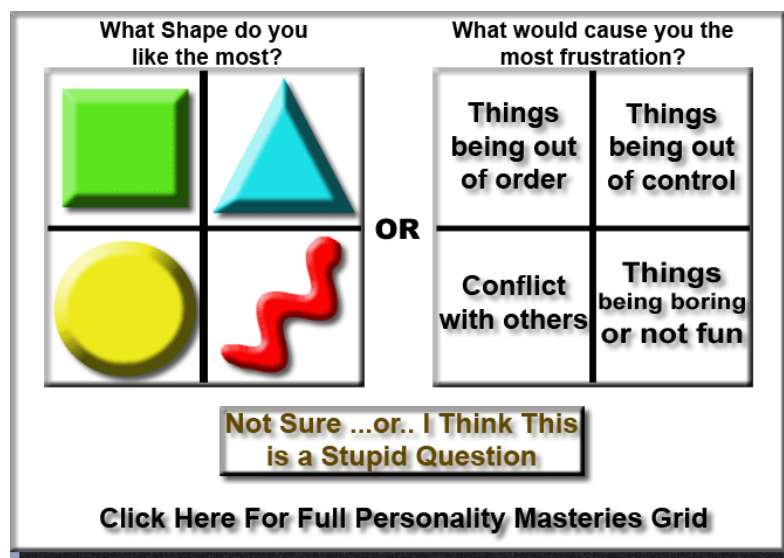 What Shape do you
like the most?
What would cause you the
most frustration?
OR
Things
being out
of order
Things
being out
of control
Conflict
with others
Things
being boring
or not fun
Not Sure ...or.. I Think This
is a Stupid Question
Click Here For Full Personality Masteries Grid